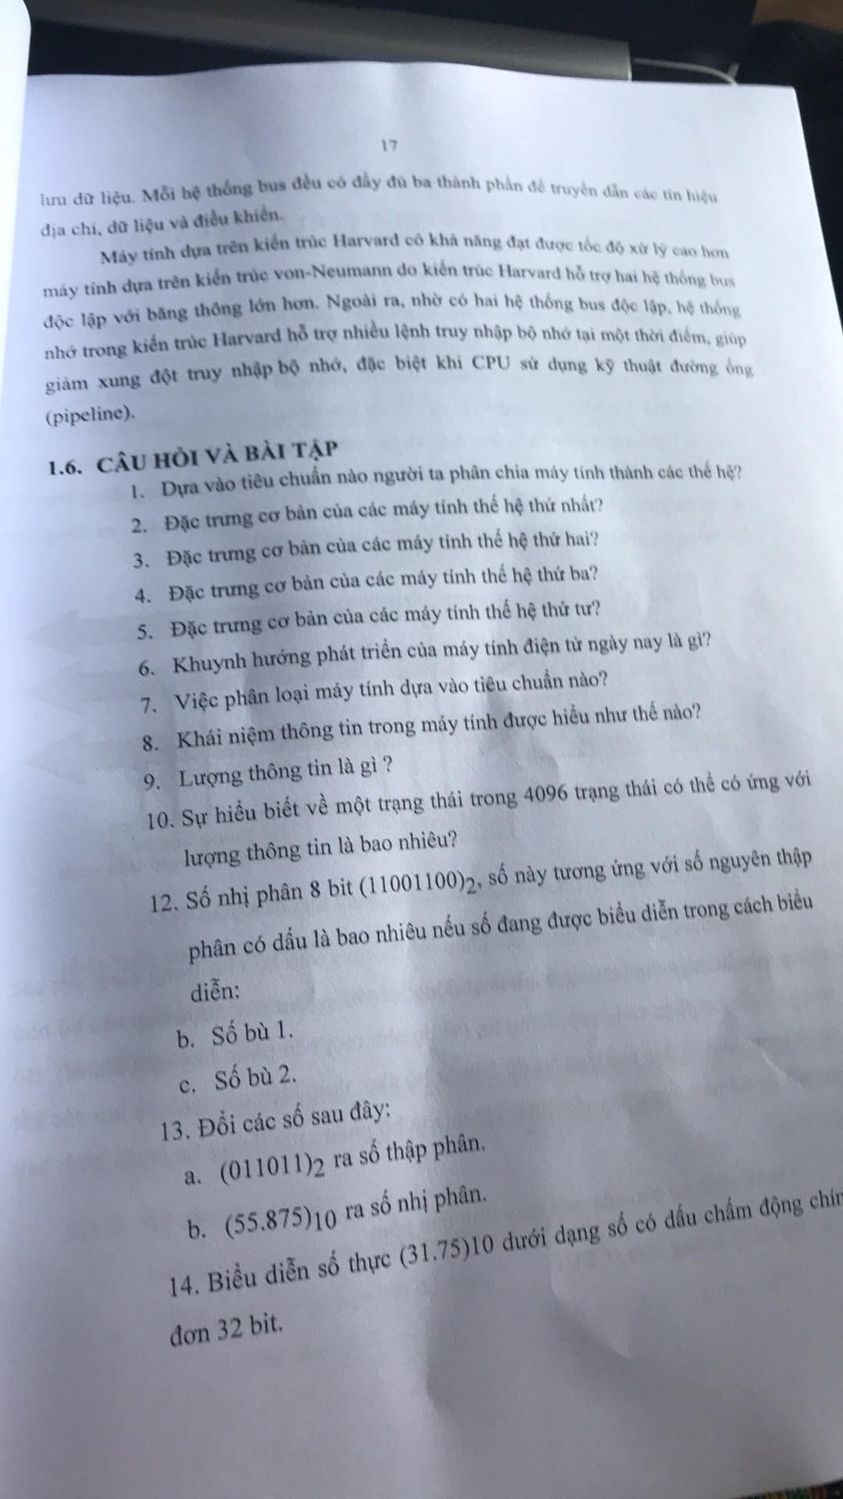 17
lưu dữ liệu. Mỗi hệ thống bus đều có đầy đủ ba thành phần để truyền dẫn các tín hiệu
địa chỉ, dữ liệu và điều khiển.
Máy tính dựa trên kiến trúc Harvard có khả năng đạt được tốc độ xử lý cao hơn
máy tính dựa trên kiến trúc von-Neumann do kiến trúc Harvard hỗ trợ hai hệ thống bus
độc lập với băng thông lớn hơn. Ngoài ra, nhờ có hai hệ thống bus độc lập, hệ thống
nhớ trong kiến trúc Harvard hỗ trợ nhiều lệnh truy nhập bộ nhớ tại một thời điểm, giúp
giảm xung đột truy nhập bộ nhớ, đặc biệt khi CPU sử dụng kỹ thuật đường ống
(pipeline).
1.6. CÂU HỎI VÀ BÀI TẬP
1. Dựa vào tiêu chuẩn nào người ta phân chia máy tính thành các thế hệ?
2. Đặc trưng cơ bản của các máy tính thế hệ thứ nhất?
3. Đặc trưng cơ bản của các máy tính thế hệ thứ hai?
4. Đặc trưng cơ bản của các máy tính thế hệ thứ ba?
5. Đặc trưng cơ bản của các máy tính thế hệ thứ tư?
6. Khuynh hướng phát triển của máy tính điện tử ngày nay là gì?
7. Việc phân loại máy tính dựa vào tiêu chuẩn nào?
8. Khái niệm thông tin trong máy tính được hiểu như thế nào?
9. Lượng thông tin là gì ?
10. Sự hiểu biết về một trạng thái trong 4096 trạng thái có thể có ứng với
lượng thông tin là bao nhiêu?
12. Số nhị phân 8 bit (11001100)2, số này tương ứng với số nguyên thập
phân có dấu là bao nhiêu nếu số đang được biểu diễn trong cách biểu
diễn:
b. Số bù 1.
c. Số bù 2.
13. Đổi các số sau đây:
a. (011011)2 ra số thập phân.
b. (55.875)10 ra số nhị phân.
14. Biểu diễn số thực (31.75)10 dưới dạng số có dấu chấm động chín
đơn 32 bit.